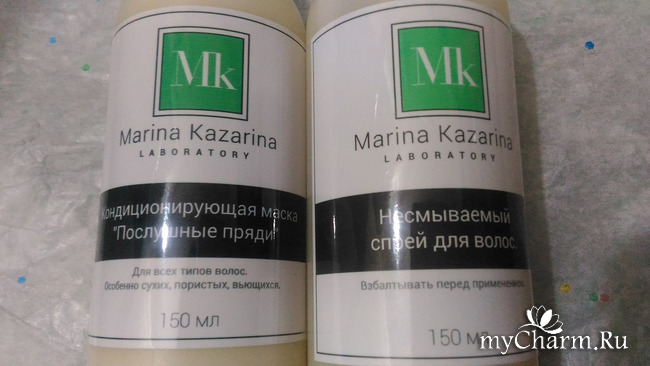 Mk
Marina Kazarina
LABORATORY
Кондиционирующая маска
"Послушные пряди"
Для всех типов волос.
Особенно сухих, пористых, вьющихся.
150 мл
Mk
Marina Kazarina
LABORATORY
Несмываемый
спрей для волос.
Взбалтывать перед применением.
150 мл
myCharm.Ru